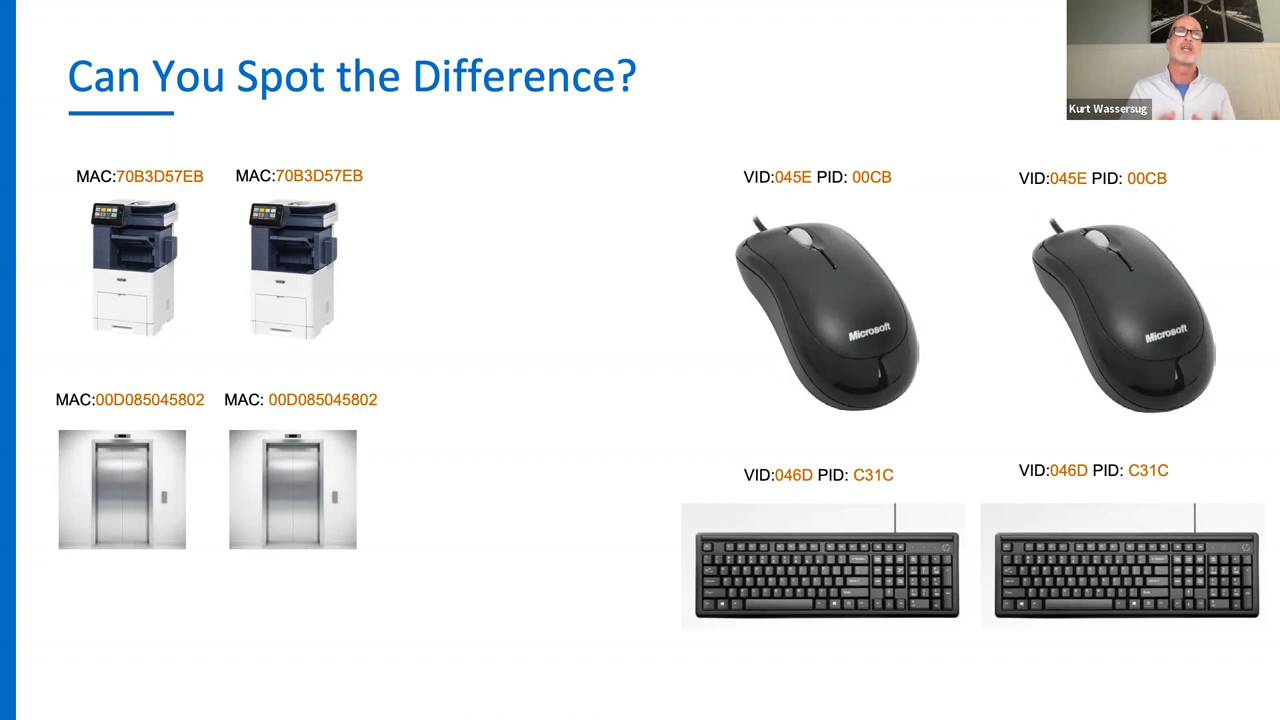 Can You Spot the Difference?
Kurt Wassersug
MAC:70B3D57EB MAC:70B3D57EB
VID:045E PID: 00CB VID:045E PID: 00CB
Microsoft Microsoft
MAC:00D085045802 MAC: 00D085045802
VID:046D PID: C31C VID:046D PID: C31C